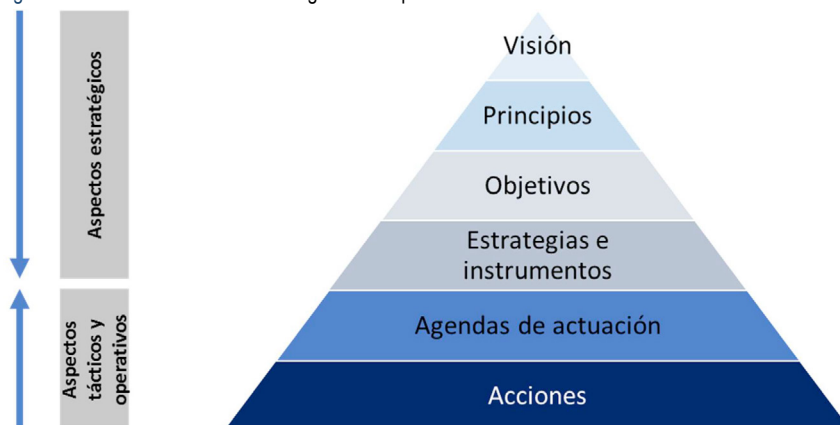 Aspectos estratégicos
Aspectos
tácticos y
operativos
Visión
Principios
Objetivos
Estrategias e
instrumentos
Agendas de actuación
Acciones